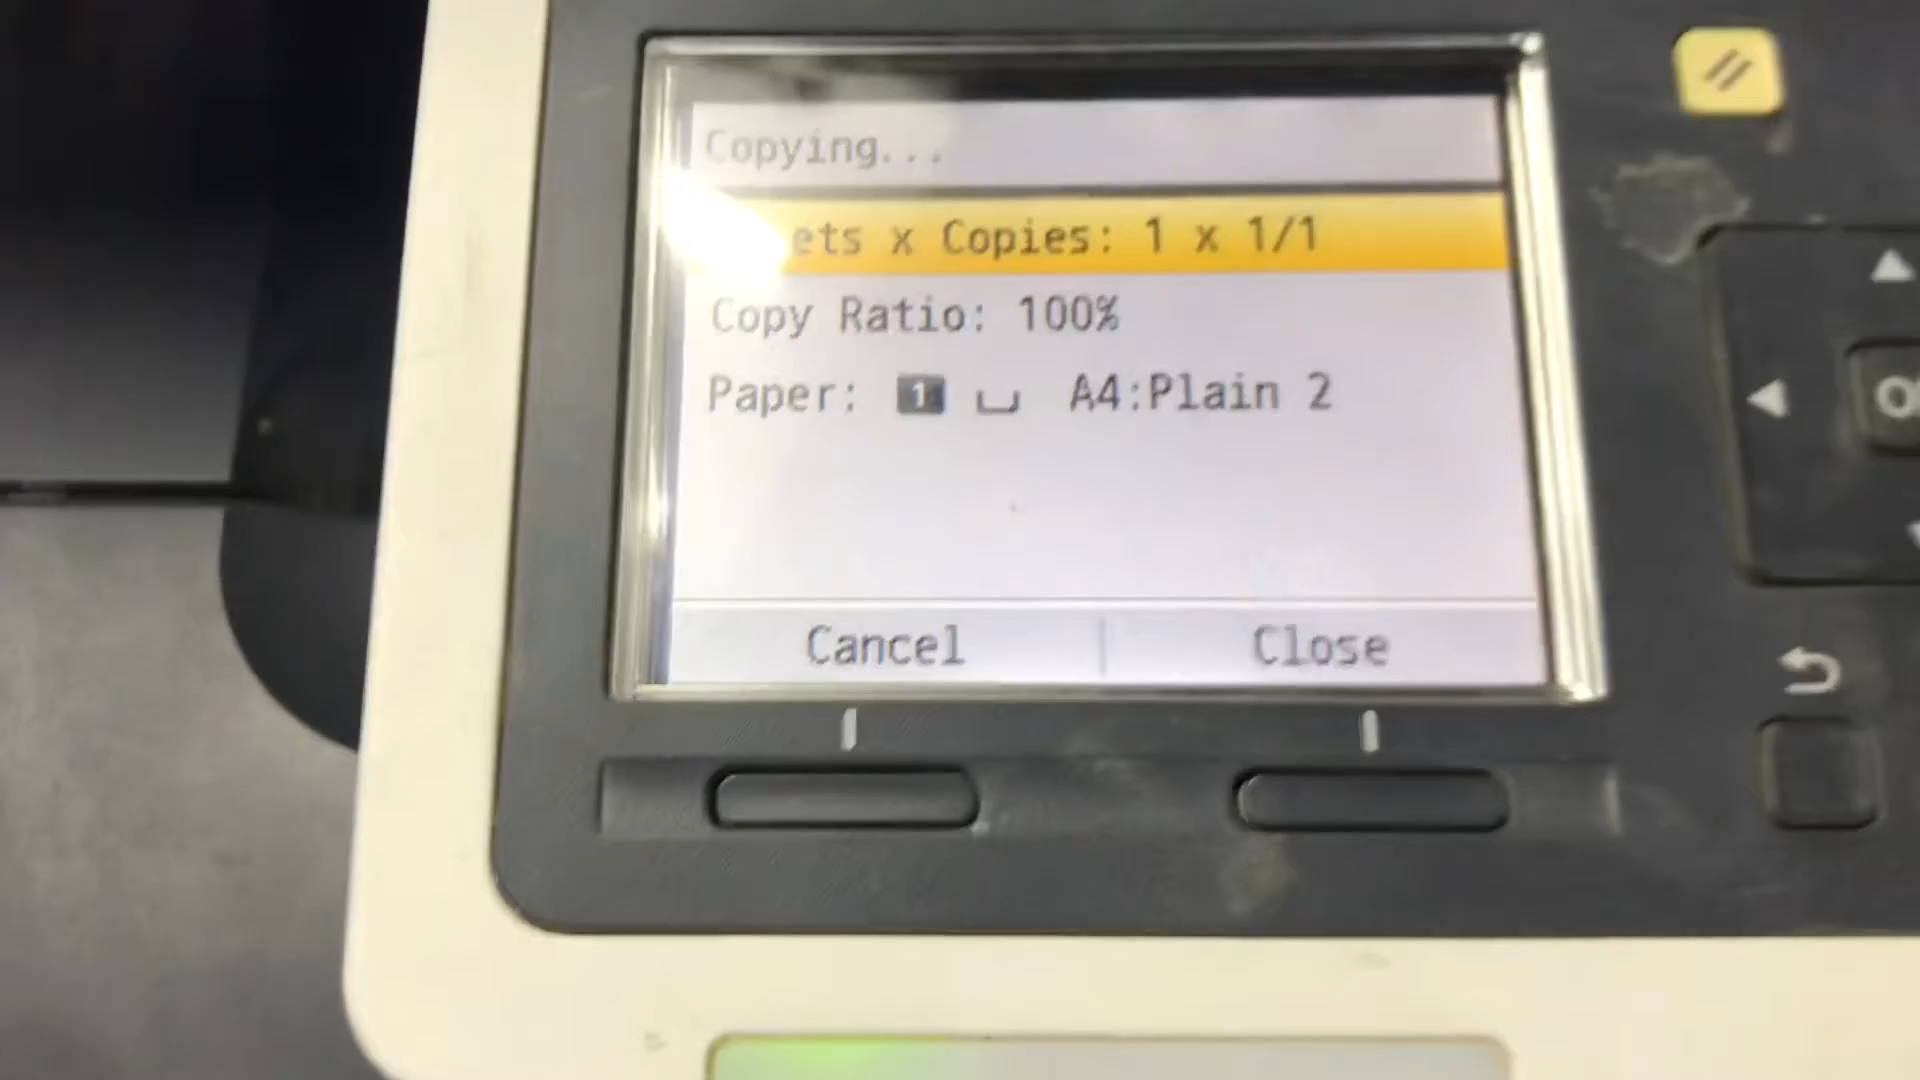 Copying...
ets x Copies: 1 x 1/1
Copy Ratio: 100%
Paper: 1 A4:Plain 2
Cancel Close